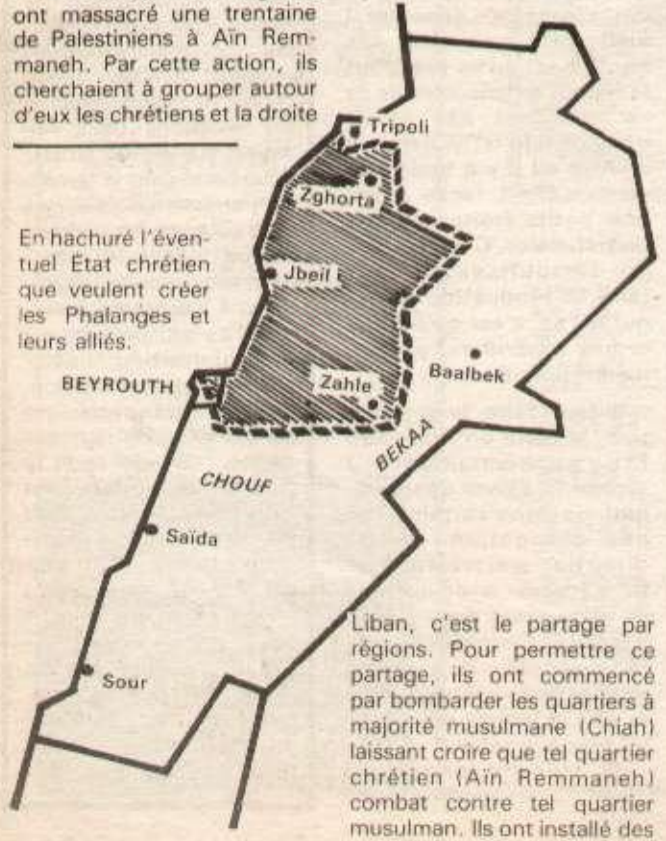 ont massacré une trentaine
de Palestiniens à Aïn Rem-
maneh. Par cette action, ils
cherchaient à grouper autour
d'eux les chrétiens et la droite
En hachuré l'éven-
tuel État chrétien
que veulent créer
les Phalanges et
leurs alliés.
Tripoli
Zghorta
Jbeil
BEYROUTH
Zahle
Baalbek
BEKAA
CHOUF
Saïda
Sour
Liban, c'est le partage par
régions. Pour permettre ce
partage, ils ont commencé
par bombarder les quartiers à
majorité musulmane (Chiah)
laissant croire que tel quartier
chrétien (Aïn Remmaneh)
combat contre tel quartier
musulman. Ils ont installé des